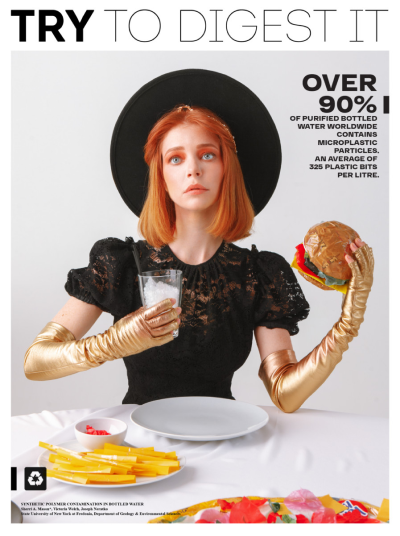 TRY TO DIGEST IT
OVER
90%
OF PURIFIED BOTTLED
WATER WORLDWIDE
CONTAINS
MICROPLASTIC
PARTICLES.
AN AVERAGE OF
325 PLASTIC BITS
PER LITRE.
SYNTHETIC POLYMER CONTAMINATION IN BOTTLED WATER
Sherri A. Mason*, Victoria Welch, Joseph Neratko
State University of New York at Fredonia, Department of Geology & Environmental Sciences